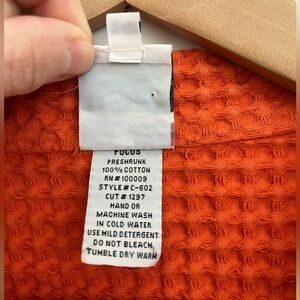 FOCUS
PRESHRUNK
100% COTTON
RN # 100009
STYLE # C-602
CUT # 1297
HAND OR
MACHINE WASH
IN COLD WATER
USE MILD DETERGENT
DO NOT BLEACH
TUMBLE DRY WARM